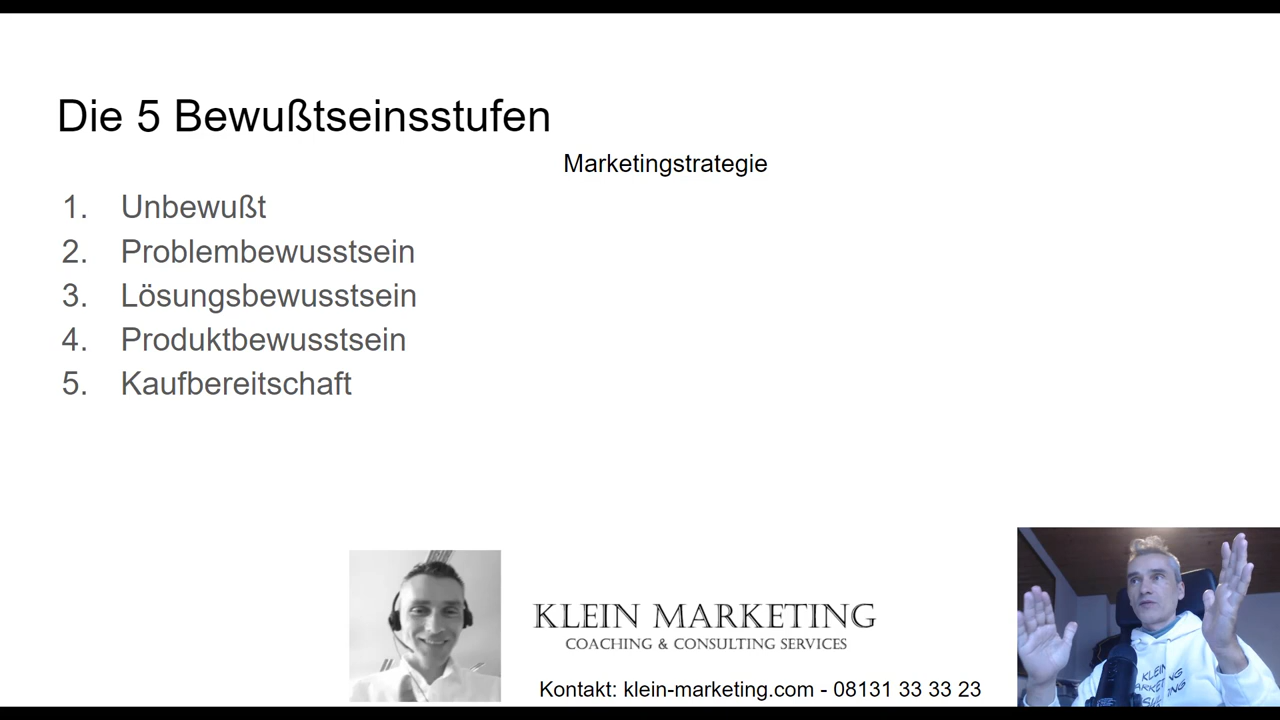 Die 5 Bewußtseinsstufen
Marketingstrategie
1. Unbewußt
2. Problembewusstsein
3. Lösungsbewusstsein
4. Produktbewusstsein
5. Kaufbereitschaft
KLEIN MARKETING
COACHING & CONSULTING SERVICES
Kontakt: klein-marketing.com - 08131 33 33 23
KLEIN